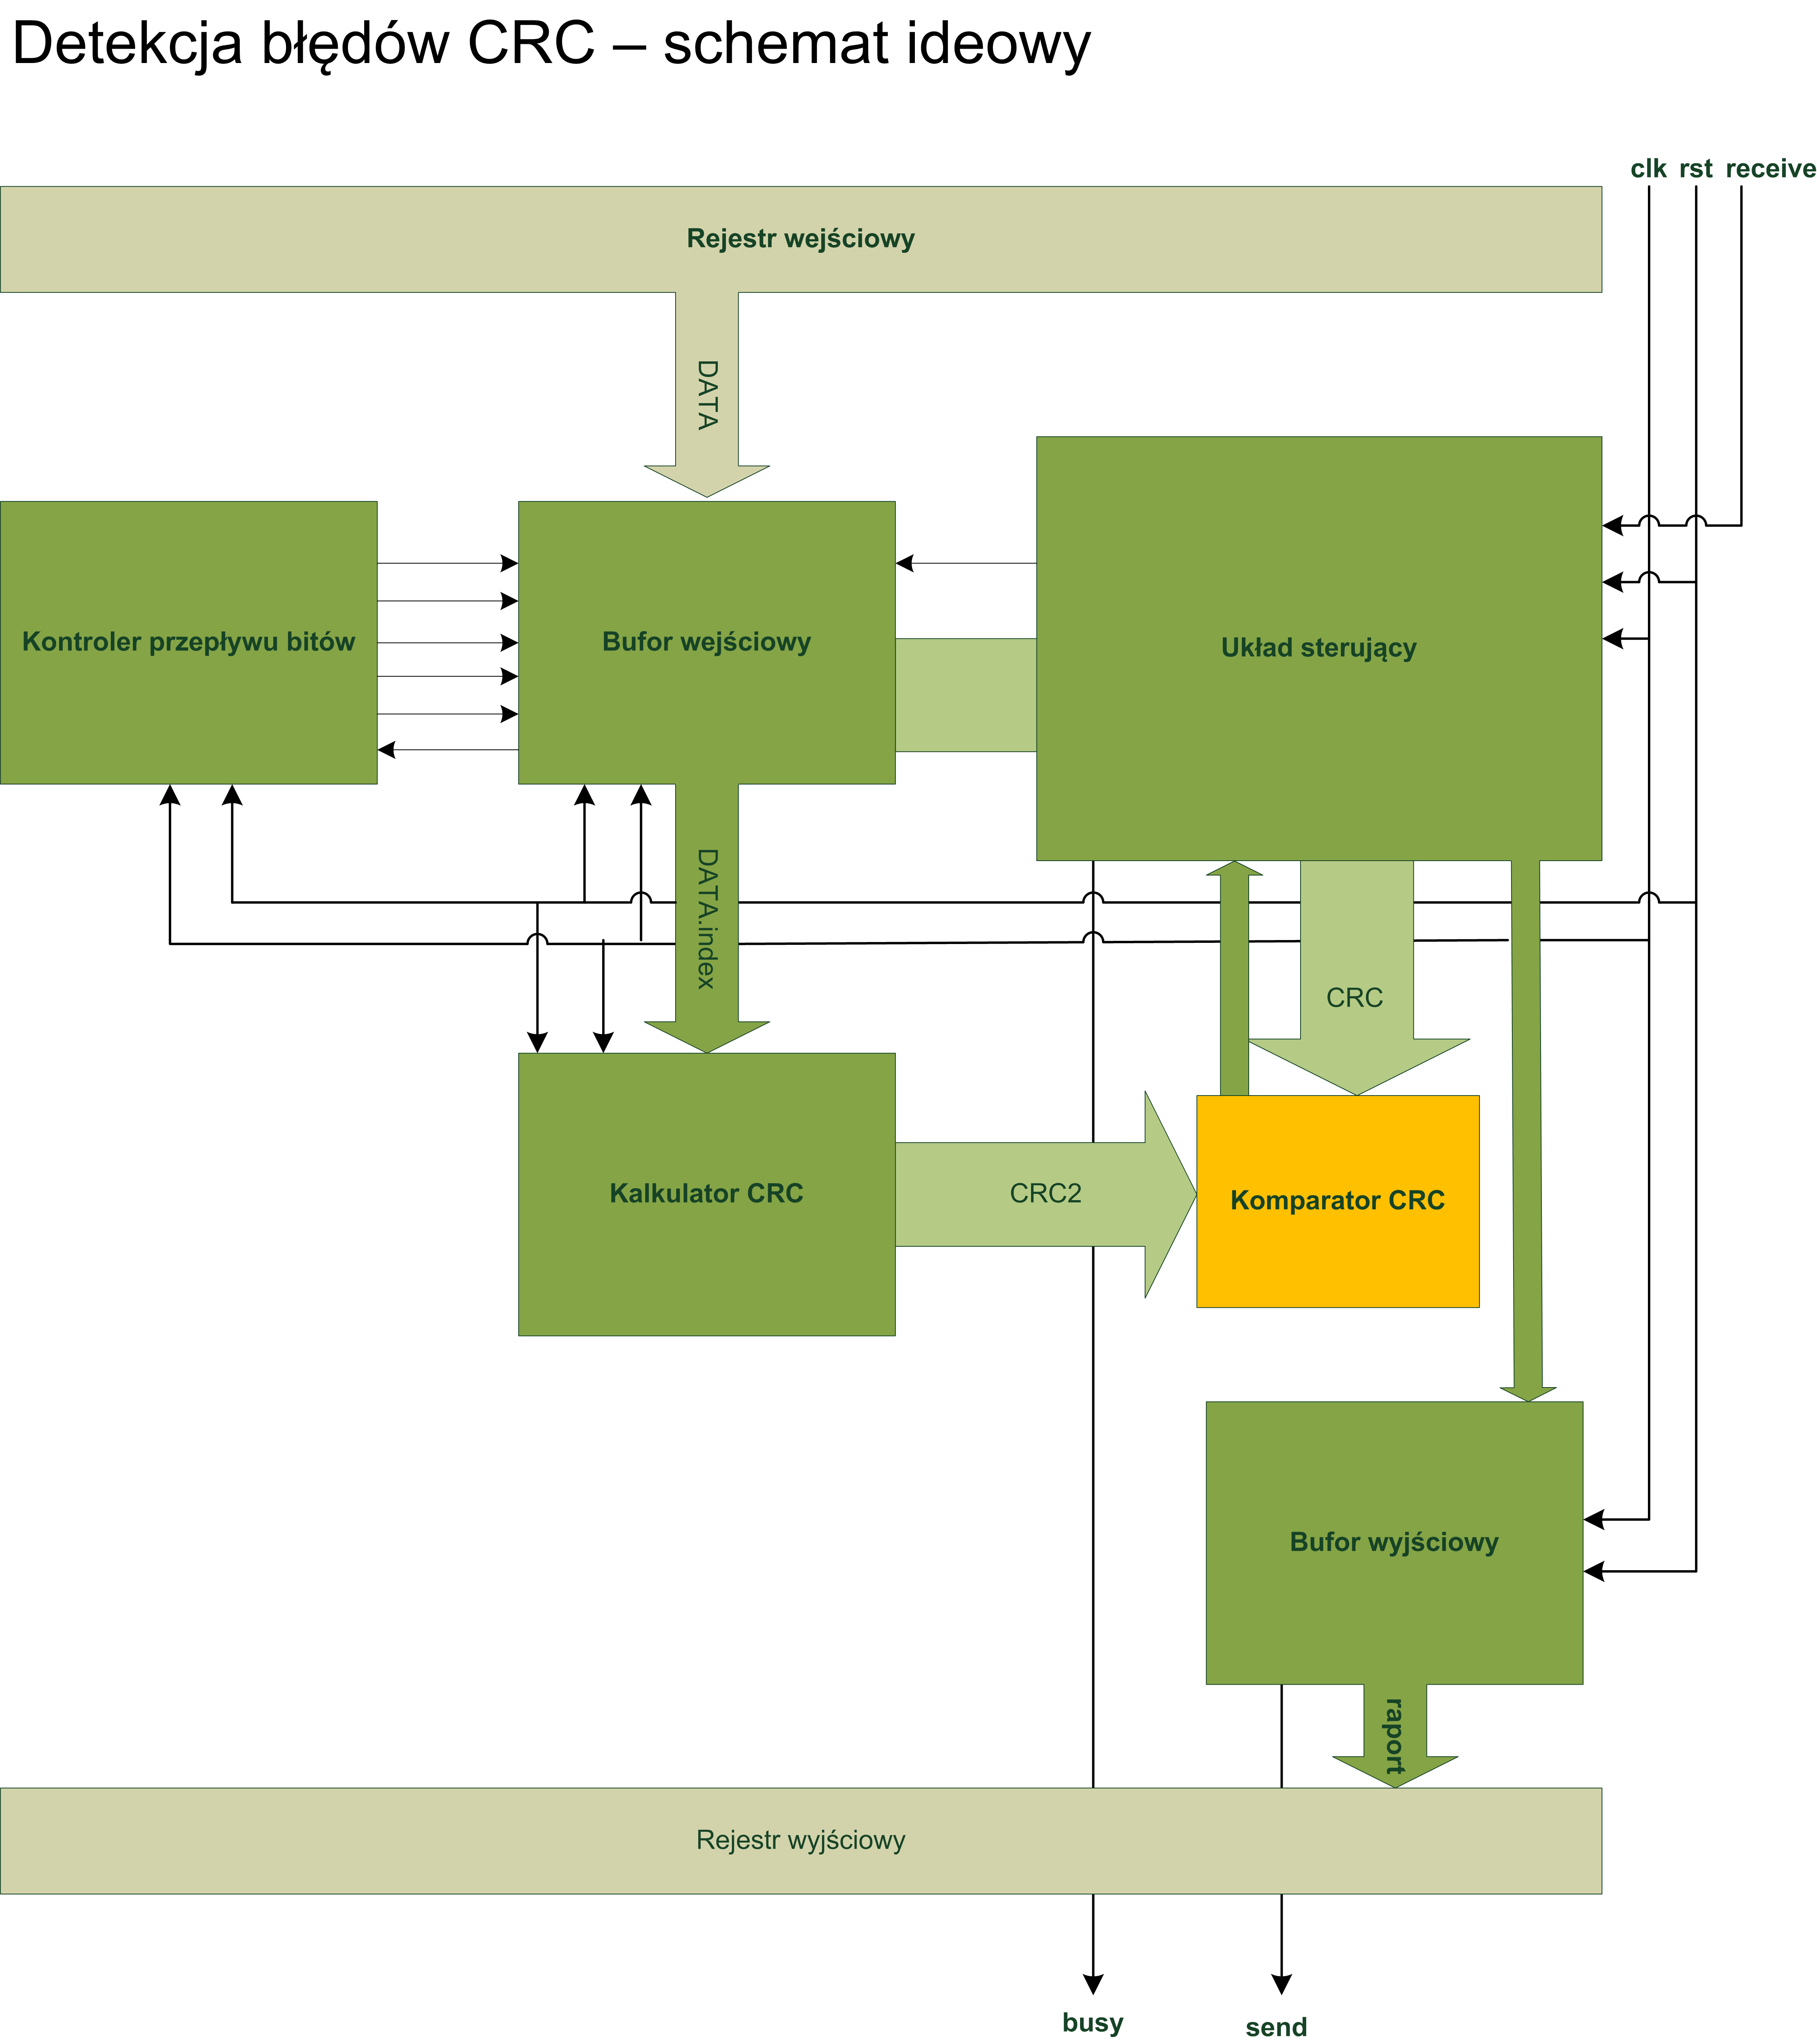 Detekcja błędów CRC – schemat ideowy
clk rst receive
Rejestr wejściowy
DATA
Kontroler przepływu bitów
Bufor wejściowy
Układ sterujący
DATA.index
CRC
Kalkulator CRC
CRC2
Komparator CRC
Bufor wyjściowy
raport
Rejestr wyjściowy
busy
send